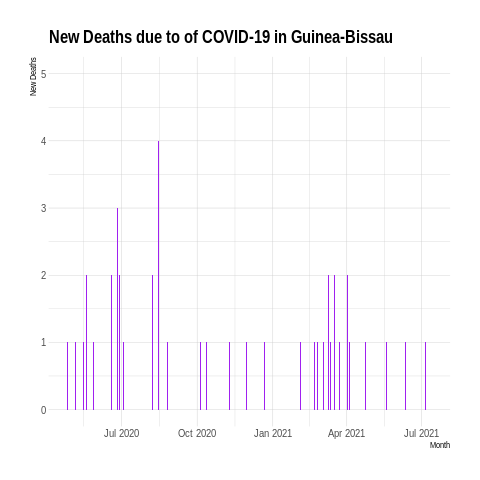 New Deaths due to of COVID-19 in Guinea-Bissau
New Deaths
5
4
3
2
1
0
Jul 2020 Oct 2020 Jan 2021 Apr 2021 Jul 2021
Month